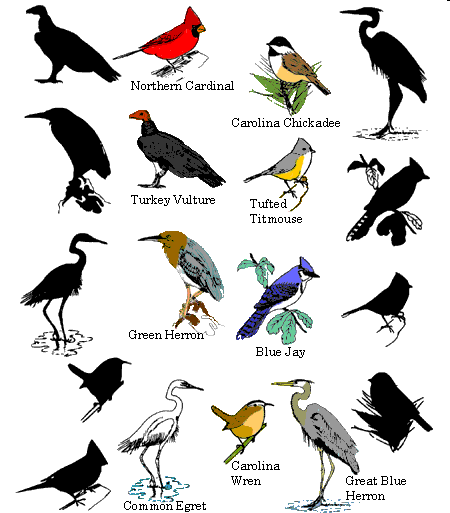 Northern Cardinal
Carolina Chickadee
Turkey Vulture
Tufted
Titmouse
Green Herron
Blue Jay
Carolina
Wren
Great Blue
Herron
Common Egret